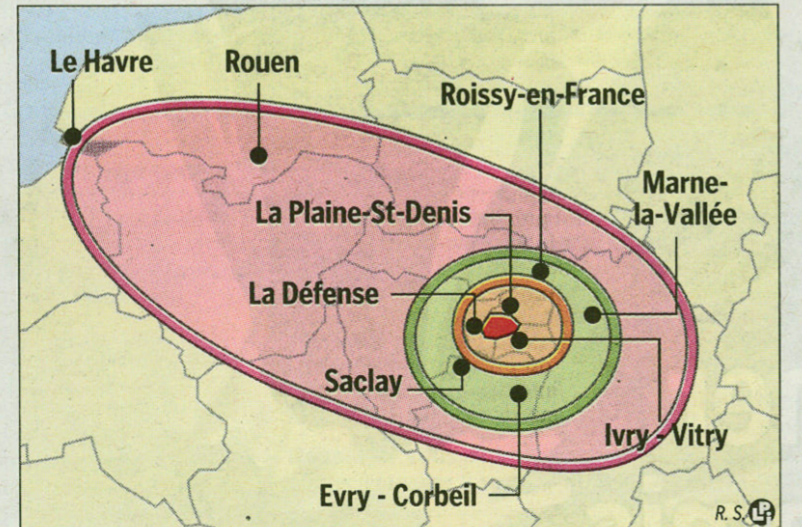 Le Havre
Rouen
Roissy-en-France
Marne-
la-Vallée
La Plaine-St-Denis
La Défense
Saclay
Ivry - Vitry
Evry - Corbeil
R. S.